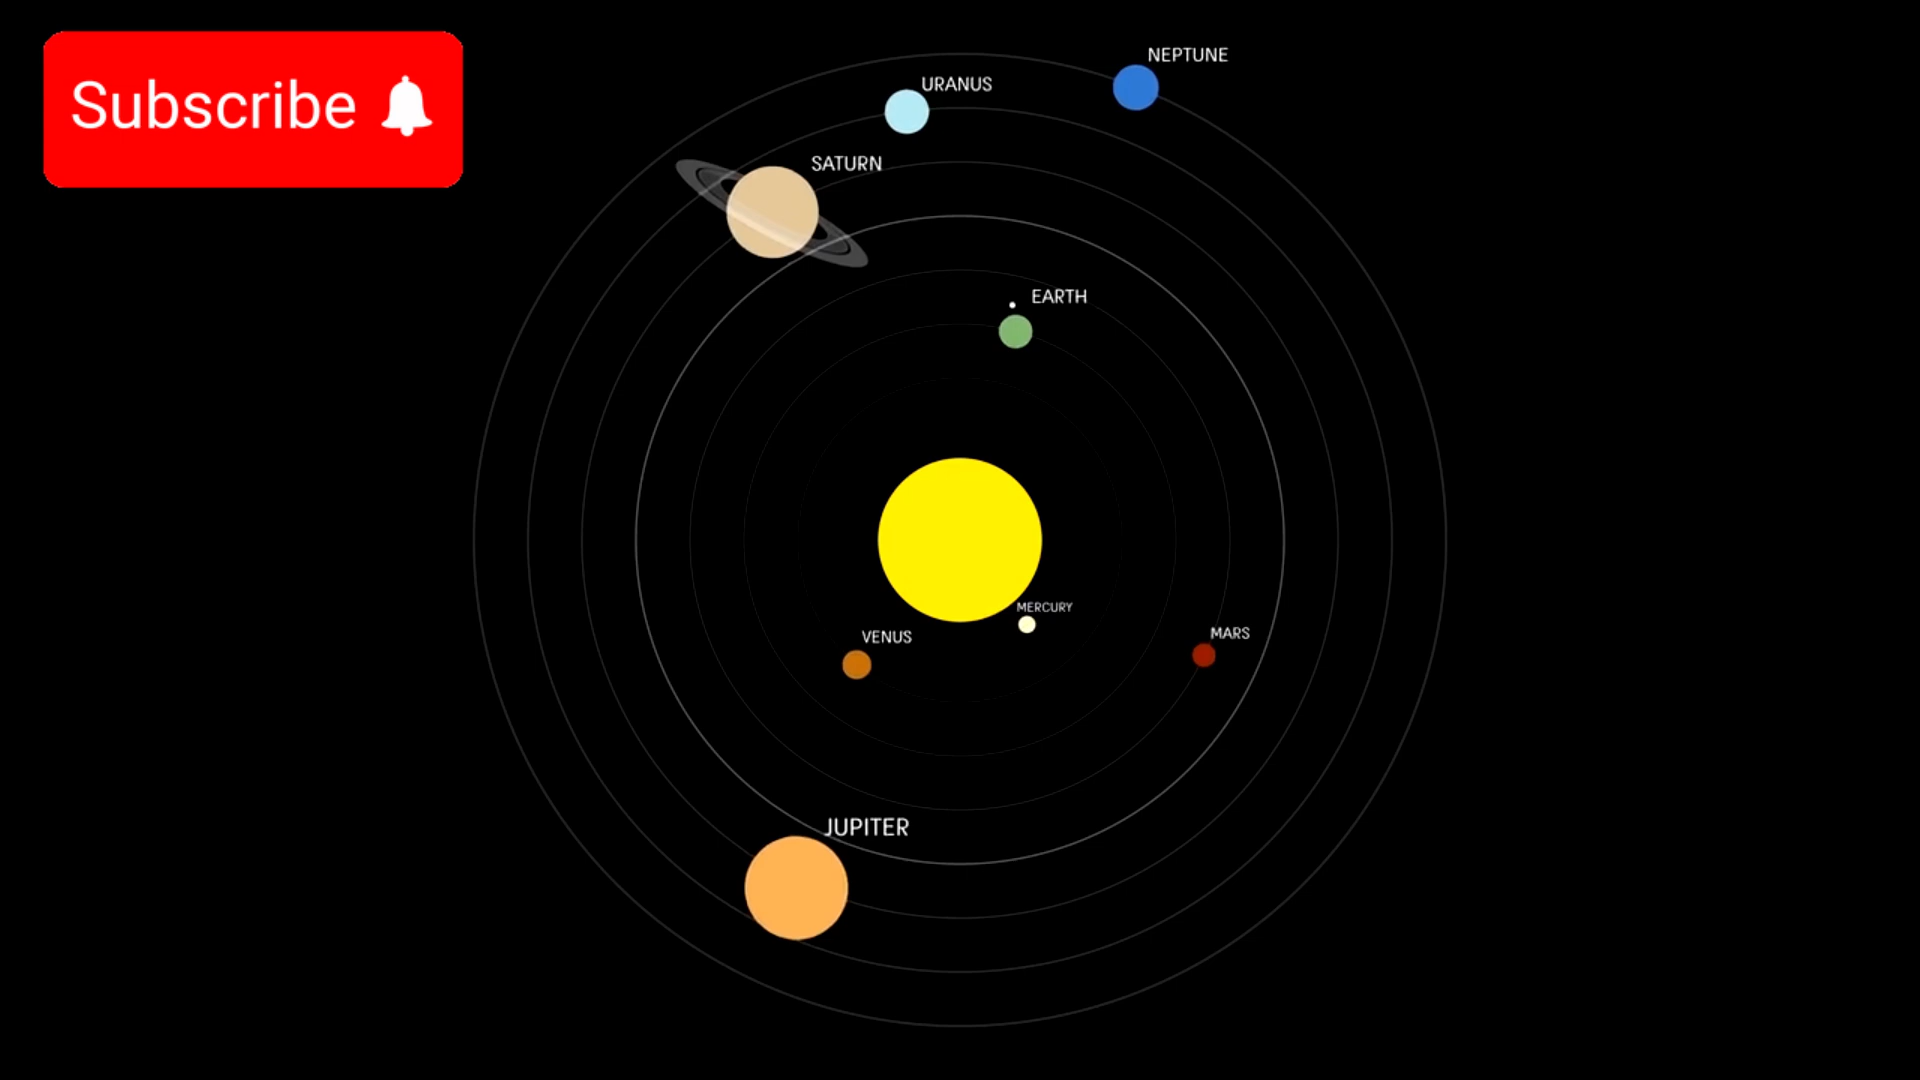 Subscribe
NEPTUNE
URANUS
SATURN
EARTH
MERCURY
VENUS
MARS
JUPITER